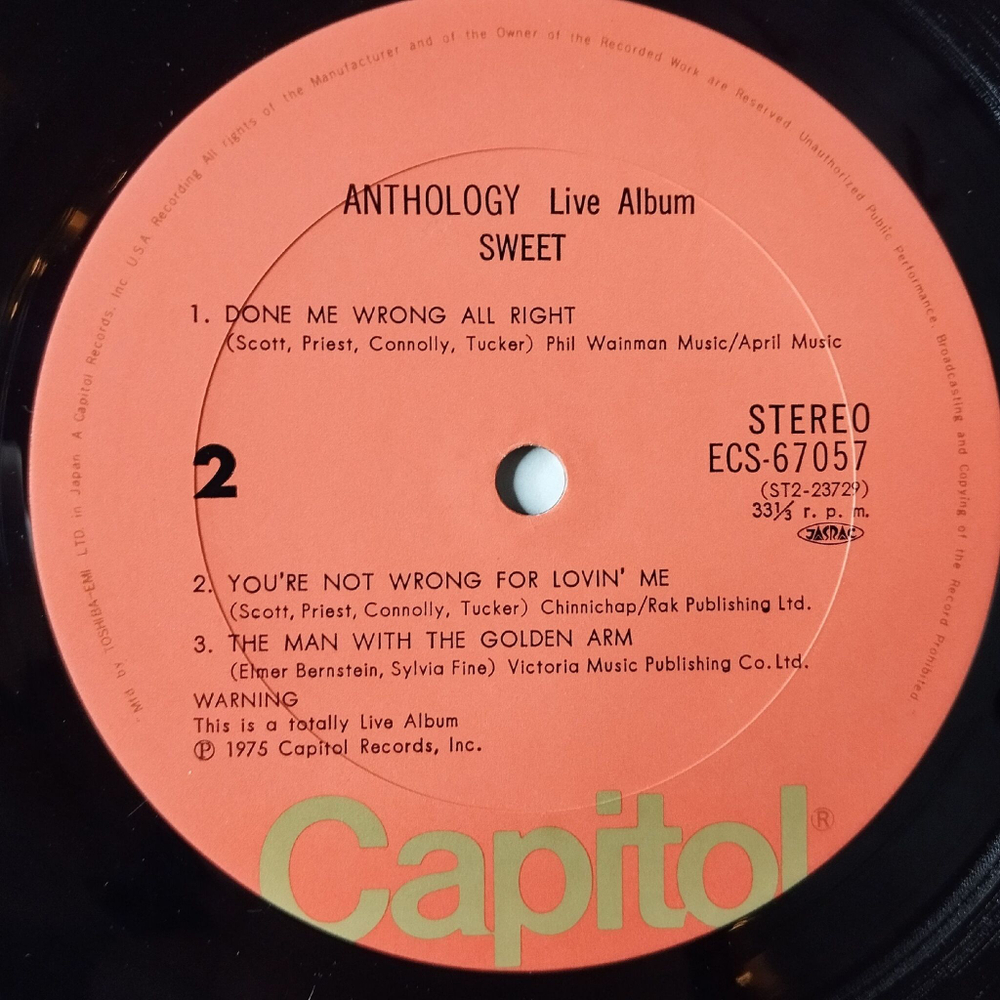 Mfd by TOSHIBA-EMI LTD. in Japan A Capitol Records, Inc. U.S.A. Recording All rights of the Manufacturer and of the Owner of the Recorded Work are Reserved Unauthorized Public Performance, Broadcasting and Copying of the Record Prohibited.
ANTHOLOGY Live Album
SWEET
1. DONE ME WRONG ALL RIGHT
(Scott, Priest, Connolly, Tucker) Phil Wainman Music/April Music
2
STEREO
ECS-67057
(ST2-23729)
33⅓ r. p. m.
JASRAC
2. YOU'RE NOT WRONG FOR LOVIN' ME
(Scott, Priest, Connolly, Tucker) Chinnichap/Rak Publishing Ltd.
3. THE MAN WITH THE GOLDEN ARM
(Elmer Bernstein, Sylvia Fine) Victoria Music Publishing Co. Ltd.
WARNING
This is a totally Live Album
℗ 1975 Capitol Records, Inc.
Capitol®